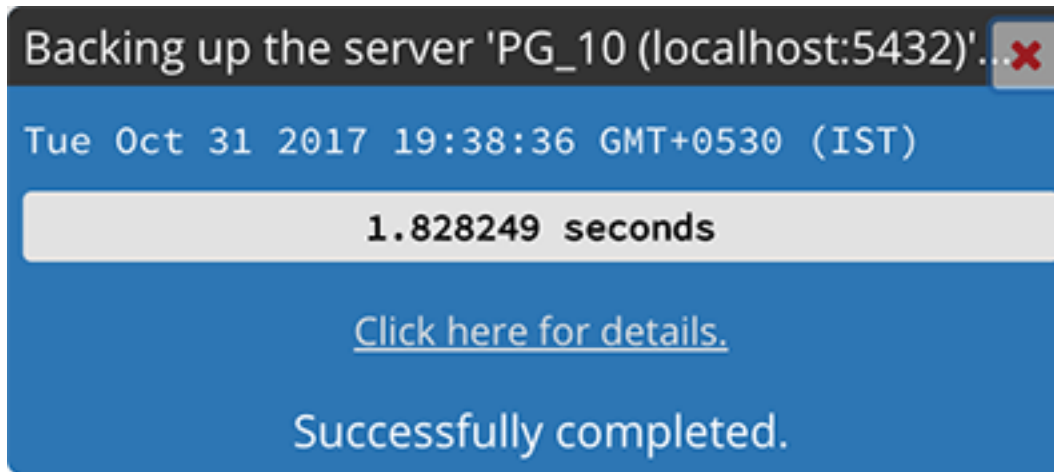 Backing up the server 'PG_10 (localhost:5432)'...
Tue Oct 31 2017 19:38:36 GMT+0530 (IST)
1.828249 seconds
Click here for details.
Successfully completed.